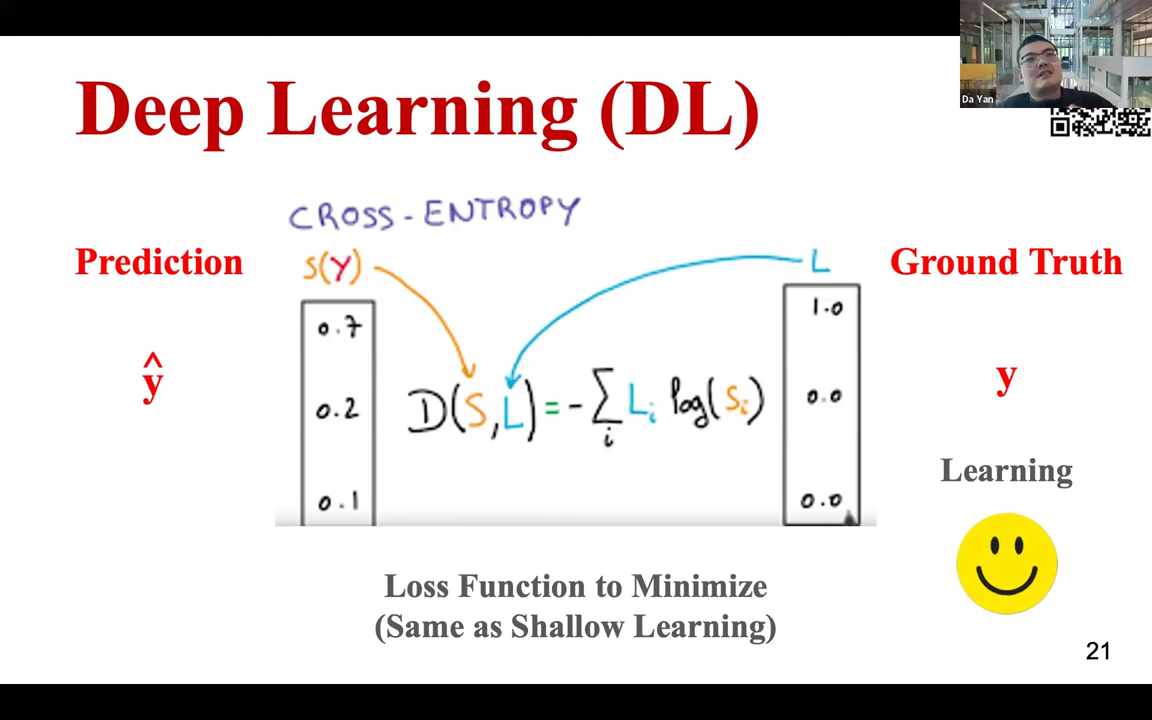 Deep Learning (DL)
Da Yan
CROSS-ENTROPY
Prediction
S(Y)
L
Ground Truth
0.7
1.0
ŷ
y
D(S,L)=-∑i Li log(Si)
0.2
0.0
Learning
0.1
0.0
Loss Function to Minimize
(Same as Shallow Learning)
21